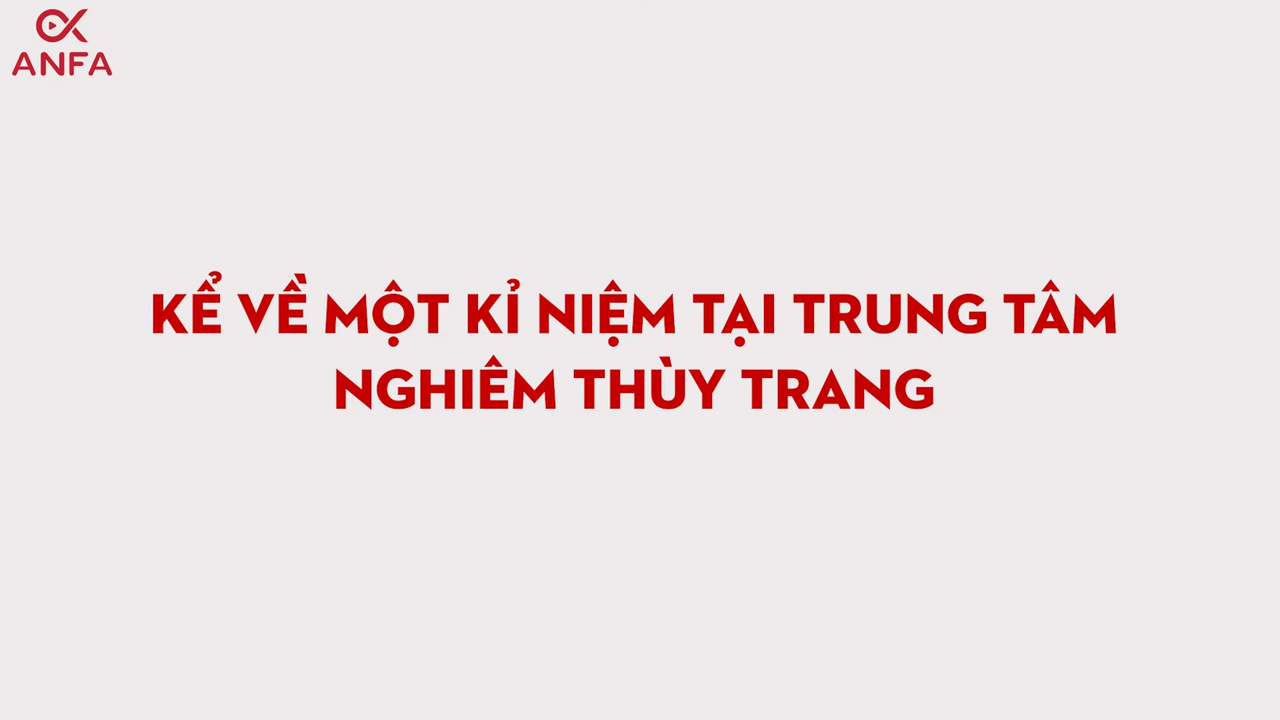 ANFA
KỂ VỀ MỘT KỈ NIỆM TẠI TRUNG TÂM
NGHIÊM THÙY TRANG